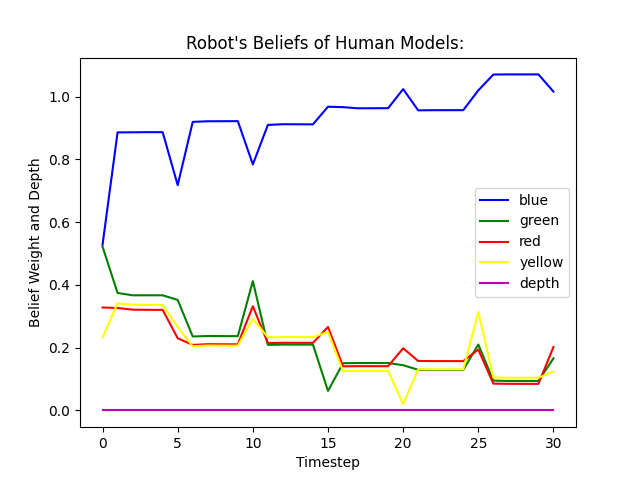 Robot's Beliefs of Human Models:
Belief Weight and Depth
1.0
0.8
0.6
0.4
0.2
0.0
blue
green
red
yellow
depth
0 5 10 15 20 25 30
Timestep